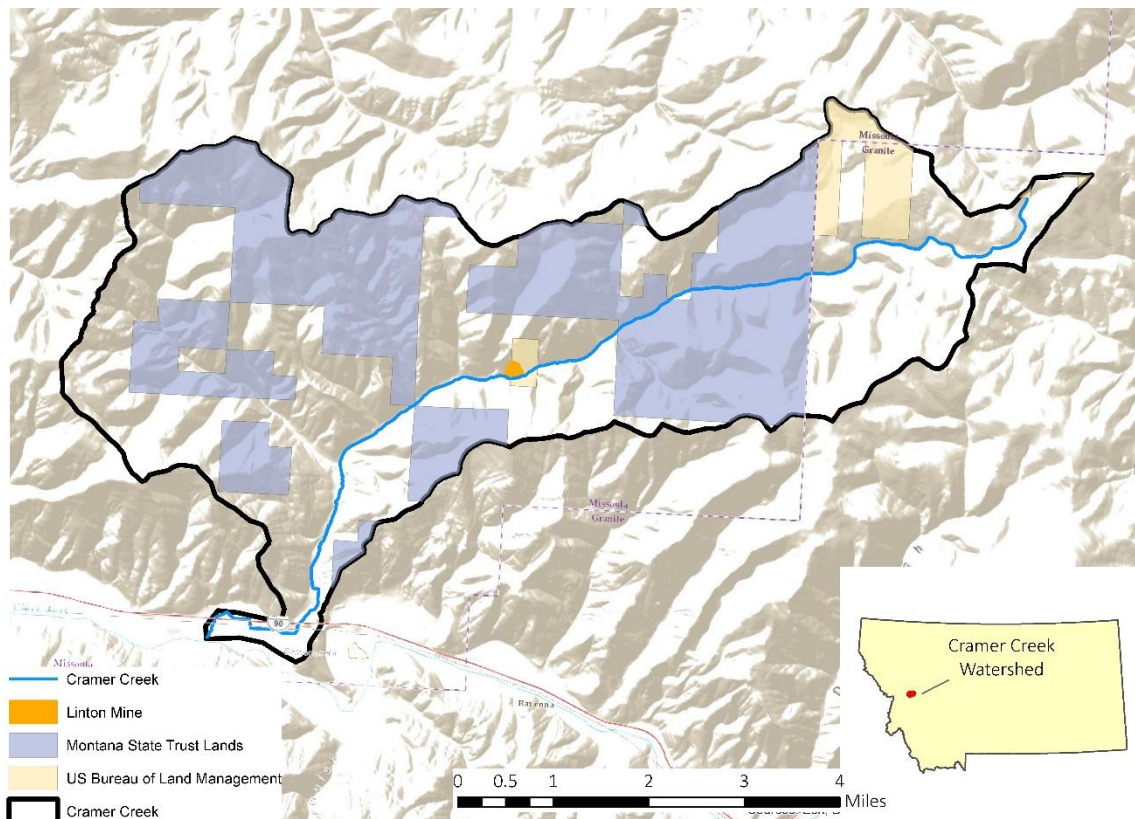 Missoula
Granite
Missoula
Granite
90
Missoula
Ravenna
Cramer Creek
Linton Mine
Montana State Trust Lands
US Bureau of Land Management
Cramer Creek
0 0.5 1 2 3 4
Miles
Cramer Creek
Watershed